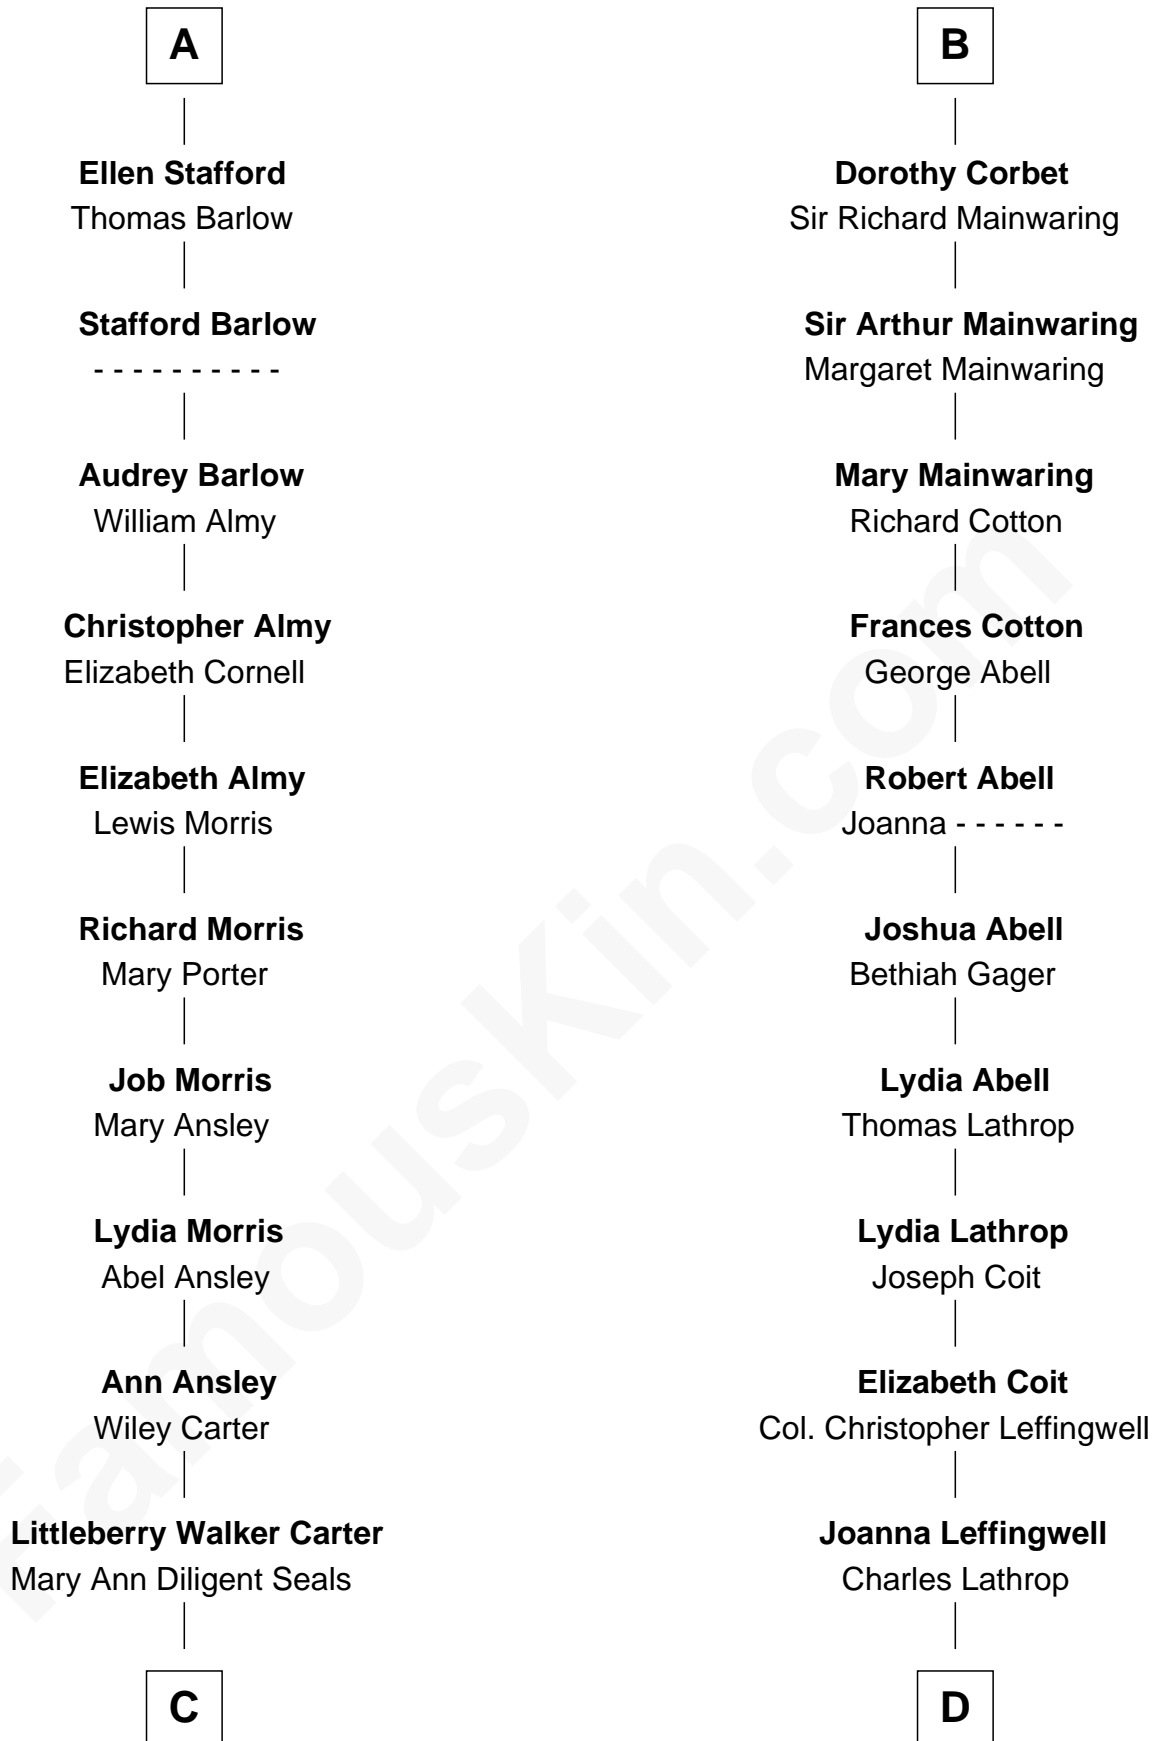 A
Ellen Stafford
Thomas Barlow
Stafford Barlow
- - - - - - - - - -
Audrey Barlow
William Almy
Christopher Almy
Elizabeth Cornell
Elizabeth Almy
Lewis Morris
Richard Morris
Mary Porter
Job Morris
Mary Ansley
Lydia Morris
Abel Ansley
Ann Ansley
Wiley Carter
Littleberry Walker Carter
Mary Ann Diligent Seals
C
B
Dorothy Corbet
Sir Richard Mainwaring
Sir Arthur Mainwaring
Margaret Mainwaring
Mary Mainwaring
Richard Cotton
Frances Cotton
George Abell
Robert Abell
Joanna - - - - - -
Joshua Abell
Bethiah Gager
Lydia Abell
Thomas Lathrop
Lydia Lathrop
Joseph Coit
Elizabeth Coit
Col. Christopher Leffingwell
Joanna Leffingwell
Charles Lathrop
D
FamousKin.com